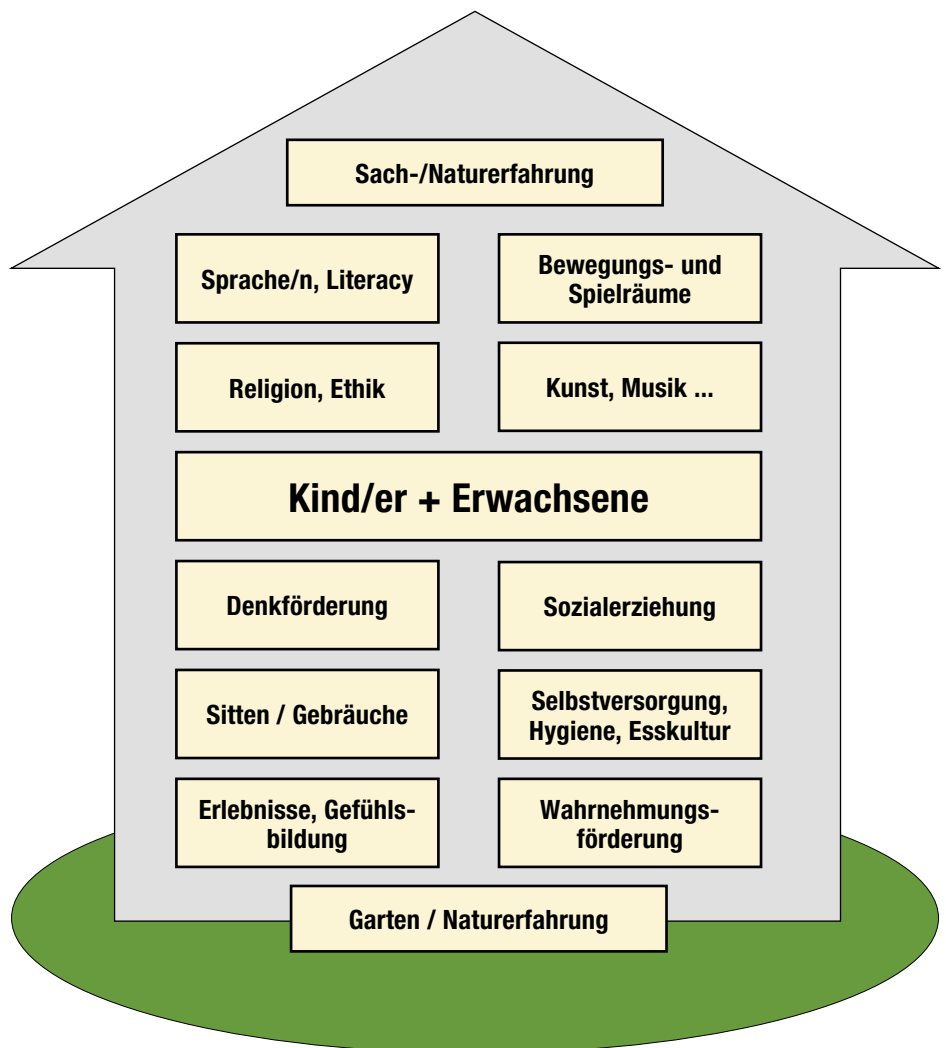 Sach-/Naturerfahrung
Sprache/n, Literacy
Bewegungs- und
Spielräume
Religion, Ethik
Kunst, Musik ...
Kind/er + Erwachsene
Denkförderung
Sozialerziehung
Sitten / Gebräuche
Selbstversorgung,
Hygiene, Esskultur
Erlebnisse, Gefühls-
bildung
Wahrnehmungs-
förderung
Garten / Naturerfahrung